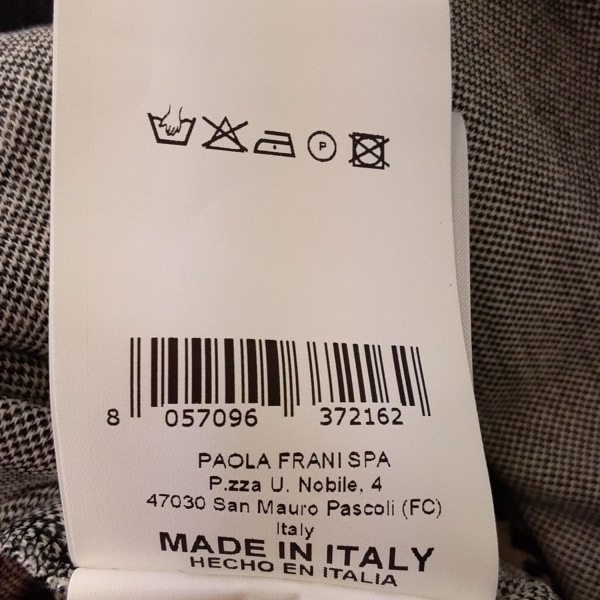 P
8 057096 372162
PAOLA FRANI SPA
P.zza U. Nobile, 4
47030 San Mauro Pascoli (FC)
Italy
MADE IN ITALY
HECHO EN ITALIA